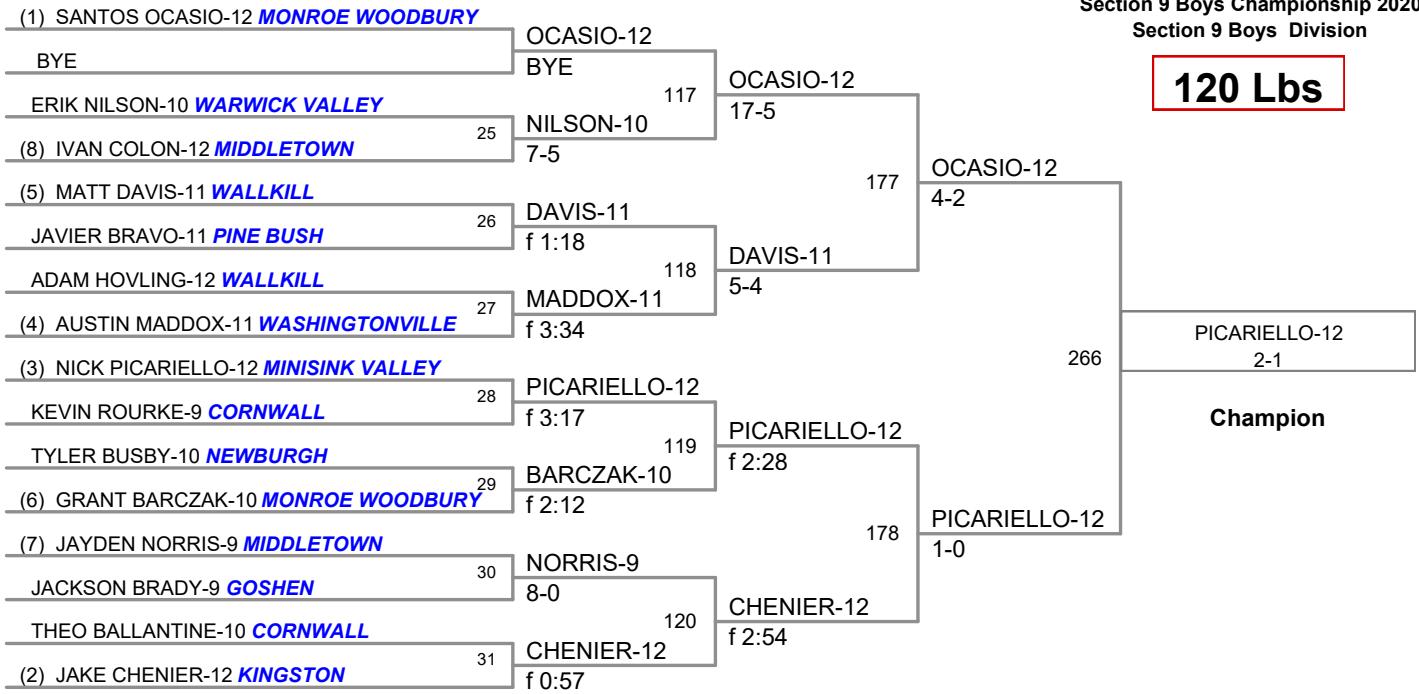 Section 9 Boys Championship 2020
Section 9 Boys Division
120 Lbs
(1) SANTOS OCASIO-12 MONROE WOODBURY
BYE
ERIK NILSON-10 WARWICK VALLEY
(8) IVAN COLON-12 MIDDLETOWN
(5) MATT DAVIS-11 WALLKILL
JAVIER BRAVO-11 PINE BUSH
ADAM HOVLING-12 WALLKILL
(4) AUSTIN MADDOX-11 WASHINGTONVILLE
(3) NICK PICARIELLO-12 MINISINK VALLEY
KEVIN ROURKE-9 CORNWALL
TYLER BUSBY-10 NEWBURGH
(6) GRANT BARCZAK-10 MONROE WOODBURY
(7) JAYDEN NORRIS-9 MIDDLETOWN
JACKSON BRADY-9 GOSHEN
THEO BALLANTINE-10 CORNWALL
(2) JAKE CHENIER-12 KINGSTON
25
26
27
28
29
30
31
OCASIO-12
BYE
NILSON-10
7-5
DAVIS-11
f 1:18
MADDOX-11
f 3:34
PICARIELLO-12
f 3:17
BARCZAK-10
f 2:12
NORRIS-9
8-0
CHENIER-12
f 0:57
117
118
119
120
OCASIO-12
17-5
DAVIS-11
5-4
PICARIELLO-12
f 2:28
CHENIER-12
f 2:54
177
178
OCASIO-12
4-2
PICARIELLO-12
1-0
266
PICARIELLO-12
2-1
Champion